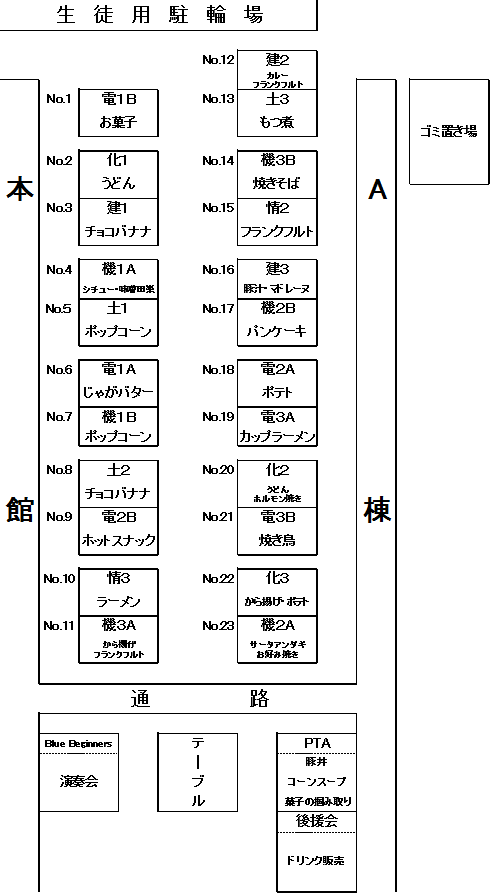 生徒用駐輪場
No.12 建2
カレー
フランクフルト
No.1 電1B
お菓子
No.13 土3
もつ煮
ゴミ置き場
No.2 化1
うどん
No.14 機3B
焼きそば
本
A
No.3 建1
チョコバナナ
No.15 情2
フランクフルト
No.4 機1A
シチュー・味噌田楽
No.16 建3
豚汁・マドレーヌ
No.5 土1
ポップコーン
No.17 機2B
パンケーキ
No.6 電1A
じゃがバター
No.18 電2A
ポテト
No.7 機1B
ポップコーン
No.19 電3A
カップラーメン
No.8 土2
チョコバナナ
No.20 化2
うどん
ホルモン焼き
館
棟
No.9 電2B
ホットスナック
No.21 電3B
焼き鳥
No.10 情3
ラーメン
No.22 化3
から揚げ・ポテト
No.11 機3A
から揚げ
フランクフルト
No.23 機2A
サータアンダギ
お好み焼き
通路
Blue Beginners
演奏会
テーブル
PTA
豚丼
コーンスープ
菓子の掴み取り
後援会
ドリンク販売